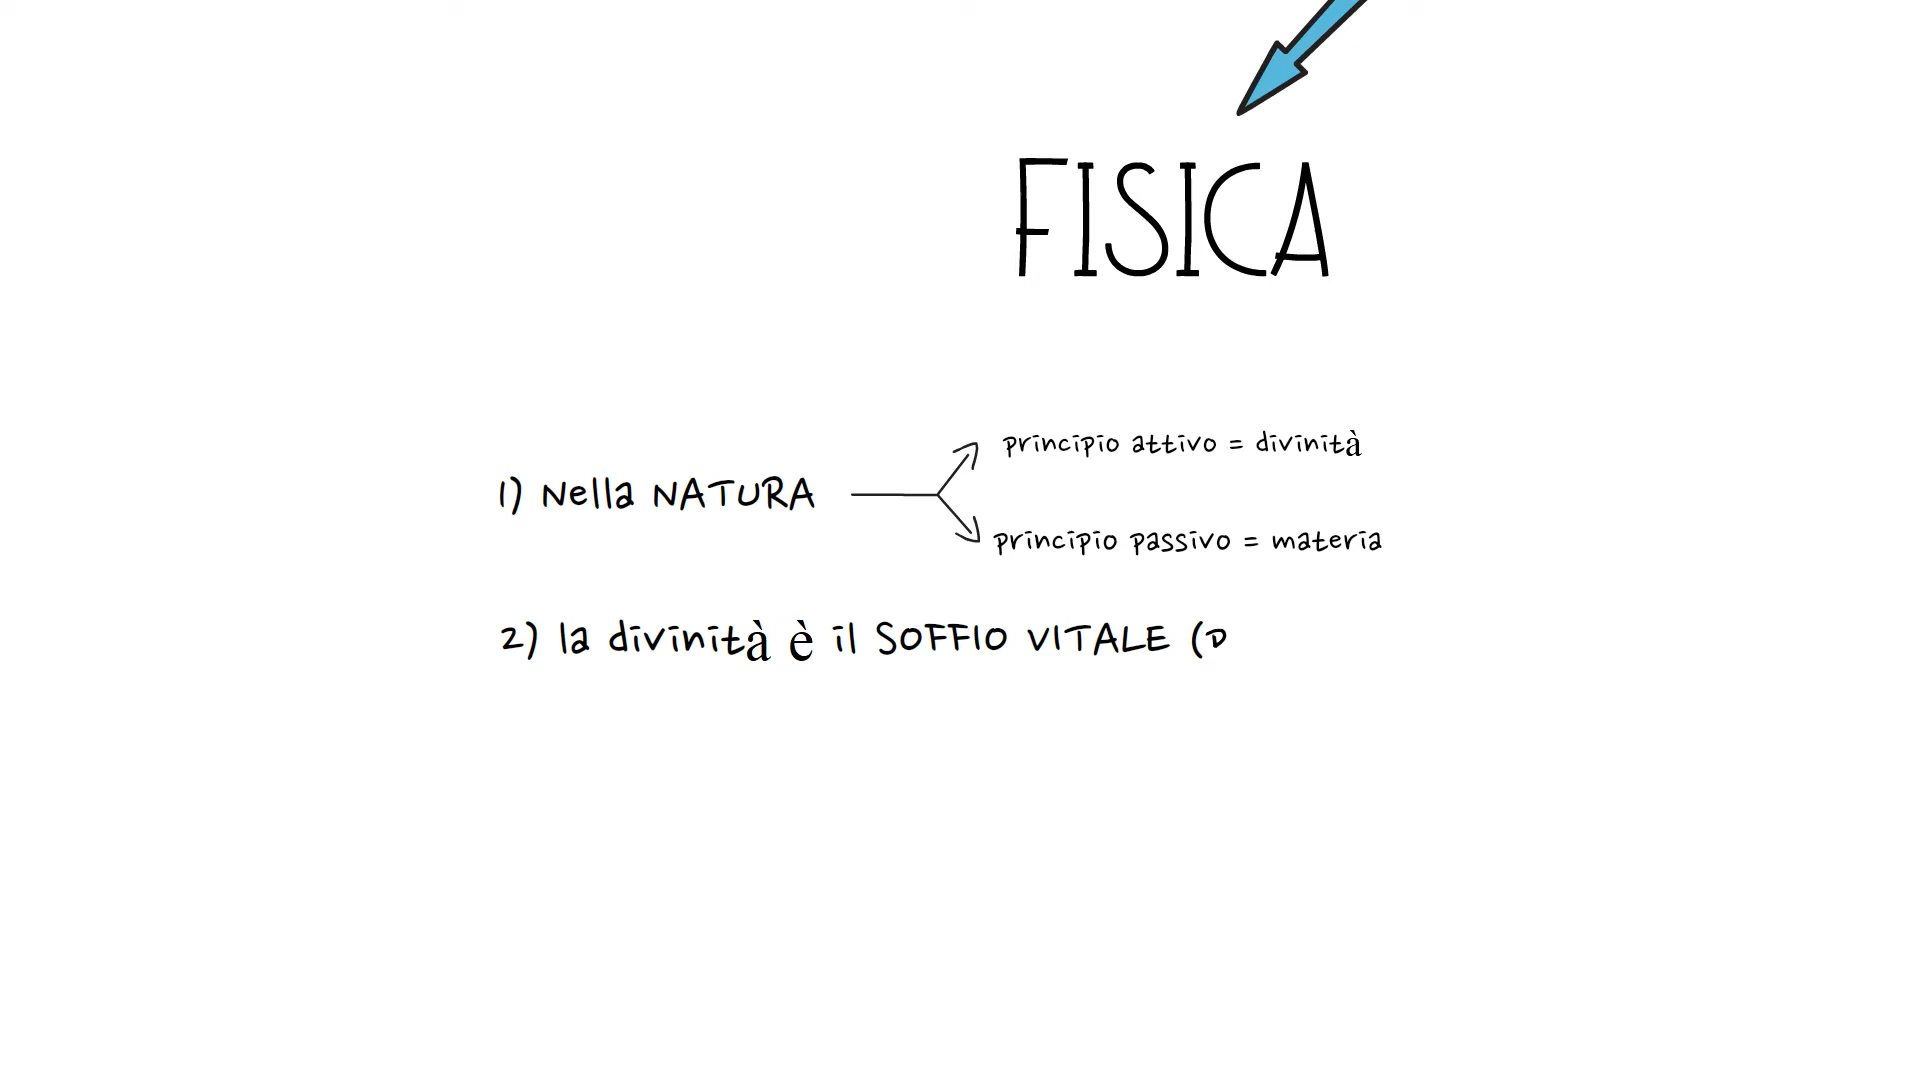 FISICA
principio attivo = divinità
1) Nella NATURA
principio passivo = materia
2) la divinità è il SOFFIO VITALE (